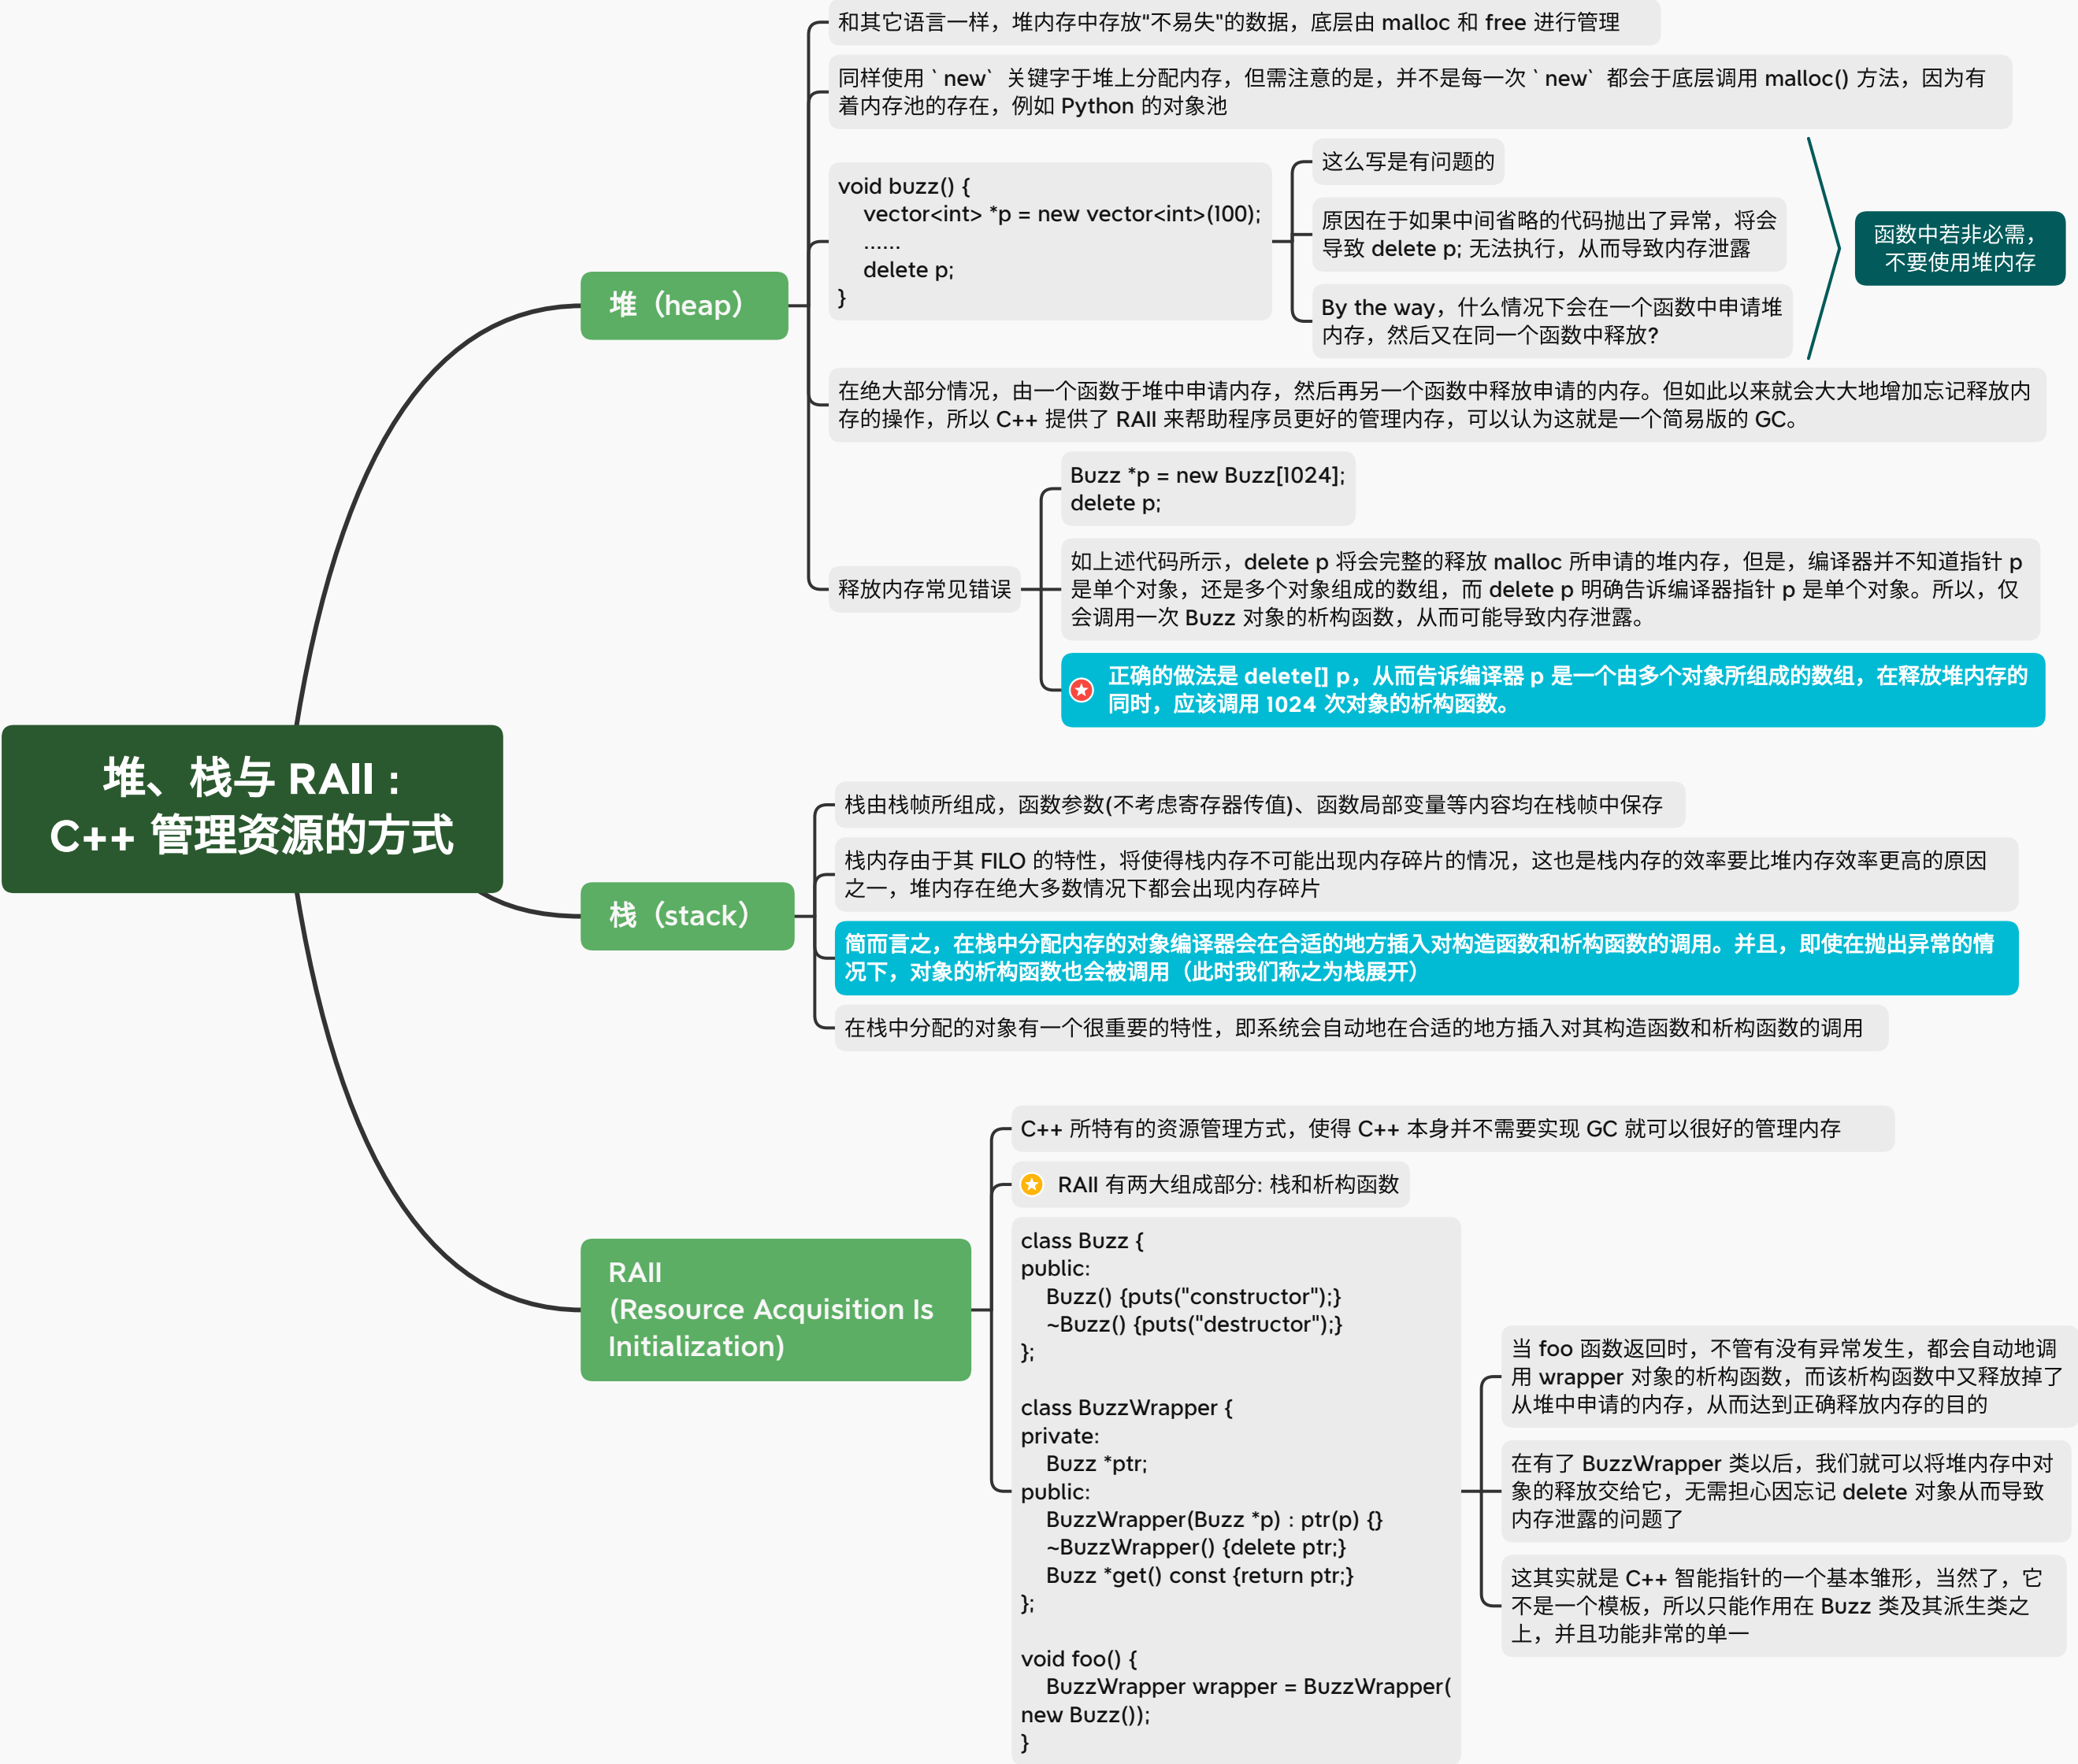 堆、栈与 RAII :
C++ 管理资源的方式
堆（heap）
和其它语言一样，堆内存中存放“不易失”的数据，底层由 malloc 和 free 进行管理
同样使用 `new` 关键字于堆上分配内存，但需注意的是，并不是每一次 `new` 都会于底层调用 malloc() 方法，因为有
着内存池的存在，例如 Python 的对象池
void buzz() {
    vector<int> *p = new vector<int>(100);
    ......
    delete p;
}
这么写是有问题的
原因在于如果中间省略的代码抛出了异常，将会
导致 delete p; 无法执行，从而导致内存泄露
By the way，什么情况下会在一个函数中申请堆
内存，然后又在同一个函数中释放?
函数中若非必需，
不要使用堆内存
在绝大部分情况，由一个函数于堆中申请内存，然后再另一个函数中释放申请的内存。但如此以来就会大大地增加忘记释放内
存的操作，所以 C++ 提供了 RAII 来帮助程序员更好的管理内存，可以认为这就是一个简易版的 GC。
释放内存常见错误
Buzz *p = new Buzz[1024];
delete p;
如上述代码所示，delete p 将会完整的释放 malloc 所申请的堆内存，但是，编译器并不知道指针 p
是单个对象，还是多个对象组成的数组，而 delete p 明确告诉编译器指针 p 是单个对象。所以，仅
会调用一次 Buzz 对象的析构函数，从而可能导致内存泄露。
正确的做法是 delete[] p，从而告诉编译器 p 是一个由多个对象所组成的数组，在释放堆内存的
同时，应该调用 1024 次对象的析构函数。
栈（stack）
栈由栈帧所组成，函数参数(不考虑寄存器传值)、函数局部变量等内容均在栈帧中保存
栈内存由于其 FILO 的特性，将使得栈内存不可能出现内存碎片的情况，这也是栈内存的效率要比堆内存效率更高的原因
之一，堆内存在绝大多数情况下都会出现内存碎片
简而言之，在栈中分配内存的对象编译器会在合适的地方插入对构造函数和析构函数的调用。并且，即使在抛出异常的情
况下，对象的析构函数也会被调用（此时我们称之为栈展开）
在栈中分配的对象有一个很重要的特性，即系统会自动地在合适的地方插入对其构造函数和析构函数的调用
RAII
(Resource Acquisition Is
Initialization)
C++ 所特有的资源管理方式，使得 C++ 本身并不需要实现 GC 就可以很好的管理内存
RAII 有两大组成部分: 栈和析构函数
class Buzz {
public:
    Buzz() {puts("constructor");}
    ~Buzz() {puts("destructor");}
};
class BuzzWrapper {
private:
    Buzz *ptr;
public:
    BuzzWrapper(Buzz *p) : ptr(p) {}
    ~BuzzWrapper() {delete ptr;}
    Buzz *get() const {return ptr;}
};
void foo() {
    BuzzWrapper wrapper = BuzzWrapper(
new Buzz());
}
当 foo 函数返回时，不管有没有异常发生，都会自动地调
用 wrapper 对象的析构函数，而该析构函数中又释放掉了
从堆中申请的内存，从而达到正确释放内存的目的
在有了 BuzzWrapper 类以后，我们就可以将堆内存中对
象的释放交给它，无需担心因忘记 delete 对象从而导致
内存泄露的问题了
这其实就是 C++ 智能指针的一个基本雏形，当然了，它
不是一个模板，所以只能作用在 Buzz 类及其派生类之
上，并且功能非常的单一